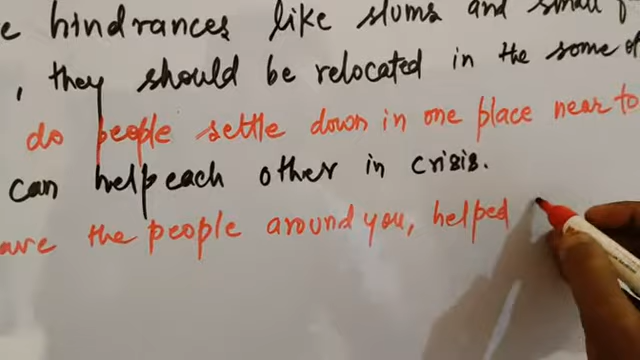 hindrances like slums and small
, they should be relocated in the some of
do people settle down in one place near to
can help each other in crisis.
the people around you, helped